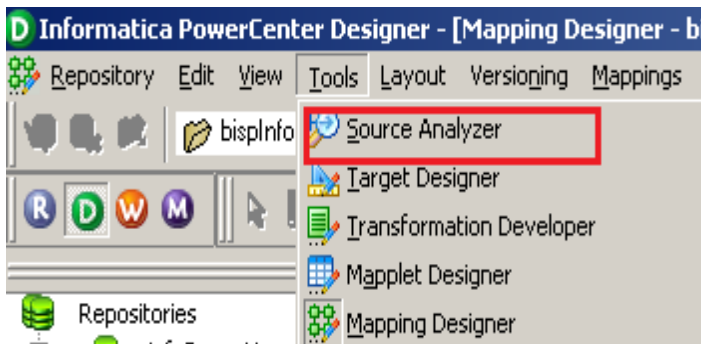 Informatica PowerCenter Designer - [Mapping Designer - b
Repository Edit View Tools Layout Versioning Mappings
bispInfo Source Analyzer
Target Designer
R D W M
Transformation Developer
Mapplet Designer
Repositories
Mapping Designer